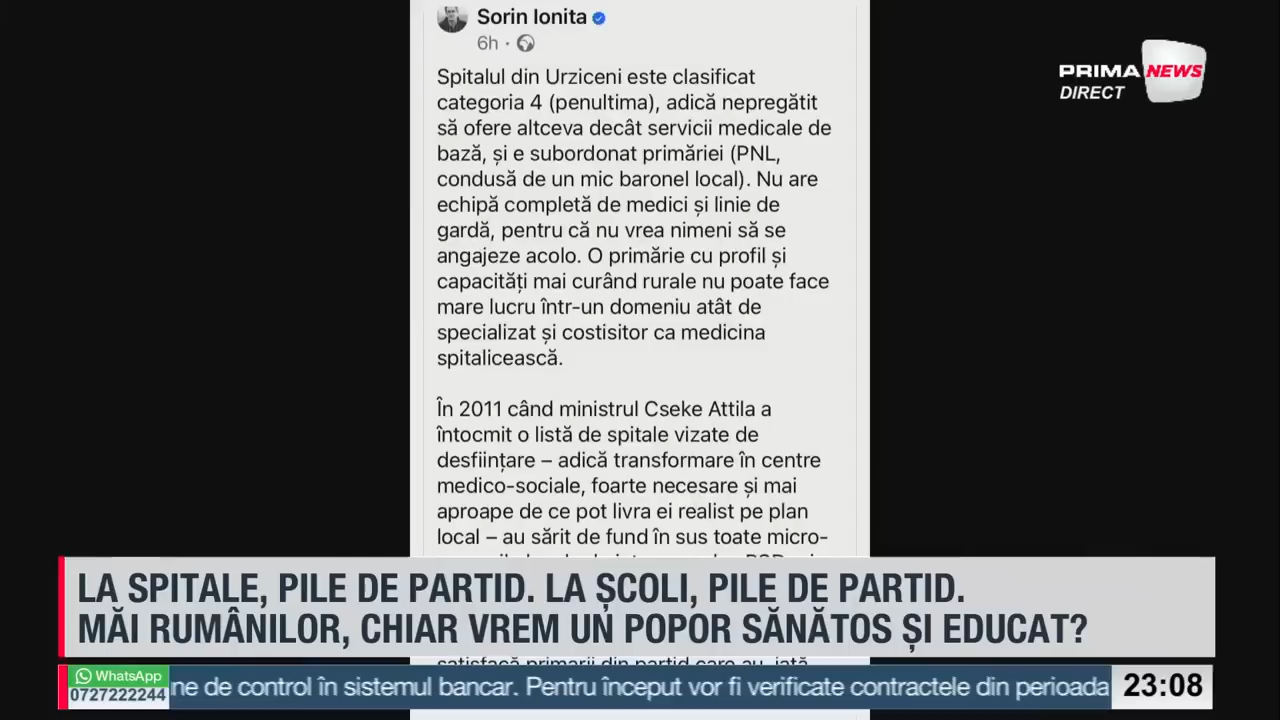 Sorin Ionita
6h ·
Spitalul din Urziceni este clasificat
categoria 4 (penultima), adică nepregătit
să ofere altceva decât servicii medicale de
bază, și e subordonat primăriei (PNL,
condusă de un mic baronel local). Nu are
echipă completă de medici și linie de
gardă, pentru că nu vrea nimeni să se
angajeze acolo. O primărie cu profil și
capacități mai curând rurale nu poate face
mare lucru într-un domeniu atât de
specializat și costisitor ca medicina
spitalicească.
În 2011 când ministrul Cseke Attila a
întocmit o listă de spitale vizate de
desființare – adică transformare în centre
medico-sociale, foarte necesare și mai
aproape de ce pot livra ei realist pe plan
local – au sărit de fund în sus toate micro-
PRIMA NEWS
DIRECT
LA SPITALE, PILE DE PARTID. LA ȘCOLI, PILE DE PARTID.
MĂI RUMÂNILOR, CHIAR VREM UN POPOR SĂNĂTOS ȘI EDUCAT?
satisfacă primarii din partid care au, iată
WhatsApp
0727222244
ne de control în sistemul bancar. Pentru început vor fi verificate contractele din perioada
23:08